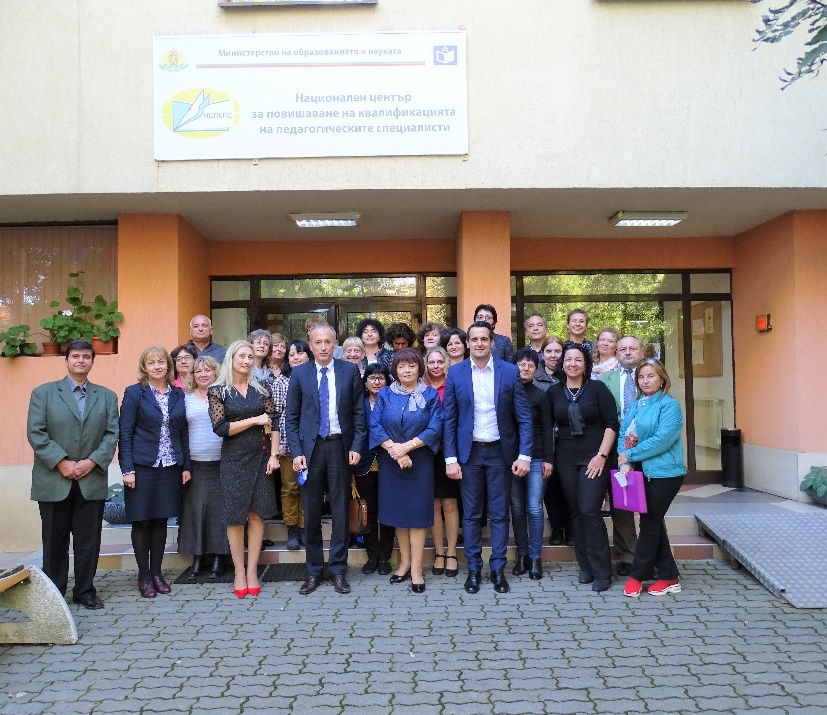 Министерство на образованието и науката
НЦПКПС
Национален център
за повишаване на квалификацията
на педагогическите специалисти